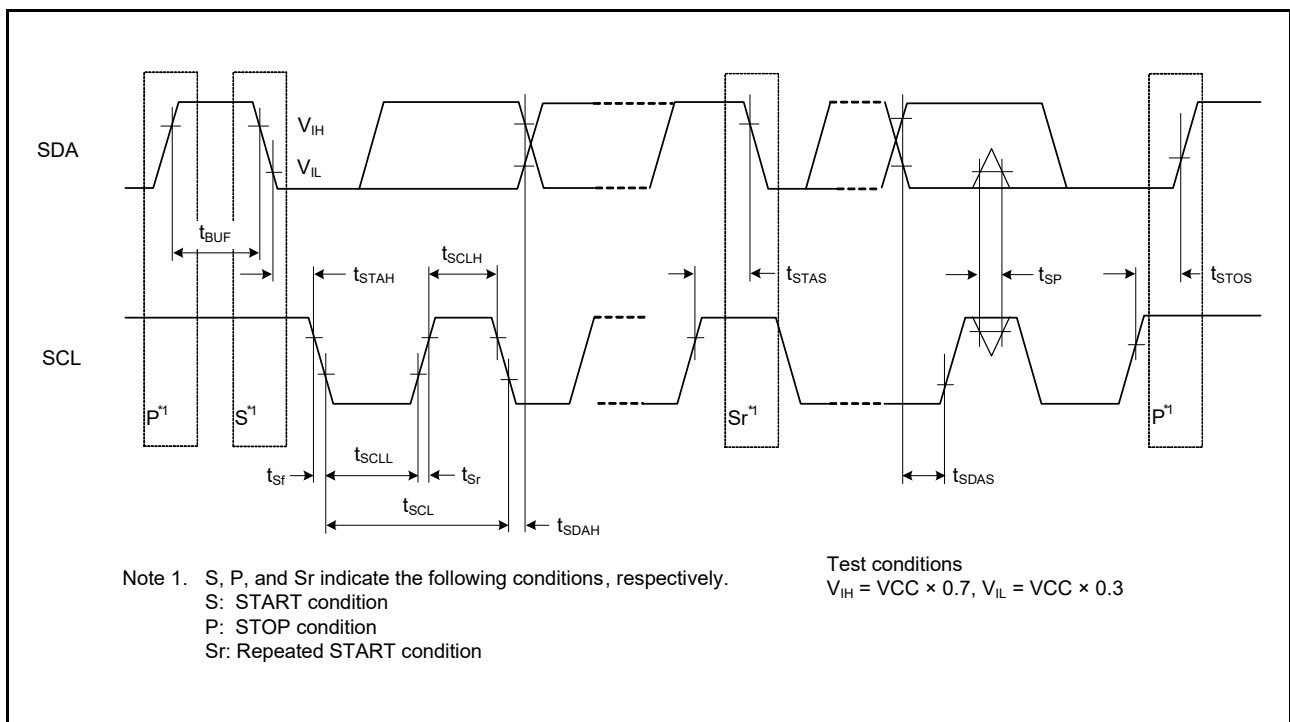 SDA
V_IH
V_IL
t_BUF
t_STAH
t_SCLH
t_STAS
t_SP
t_STOS
SCL
P*1
S*1
Sr*1
P*1
t_Sf
t_SCLL
t_Sr
t_SDAS
t_SCL
t_SDAH
Note 1. S, P, and Sr indicate the following conditions, respectively.
S: START condition
P: STOP condition
Sr: Repeated START condition
Test conditions
V_IH = VCC × 0.7, V_IL = VCC × 0.3